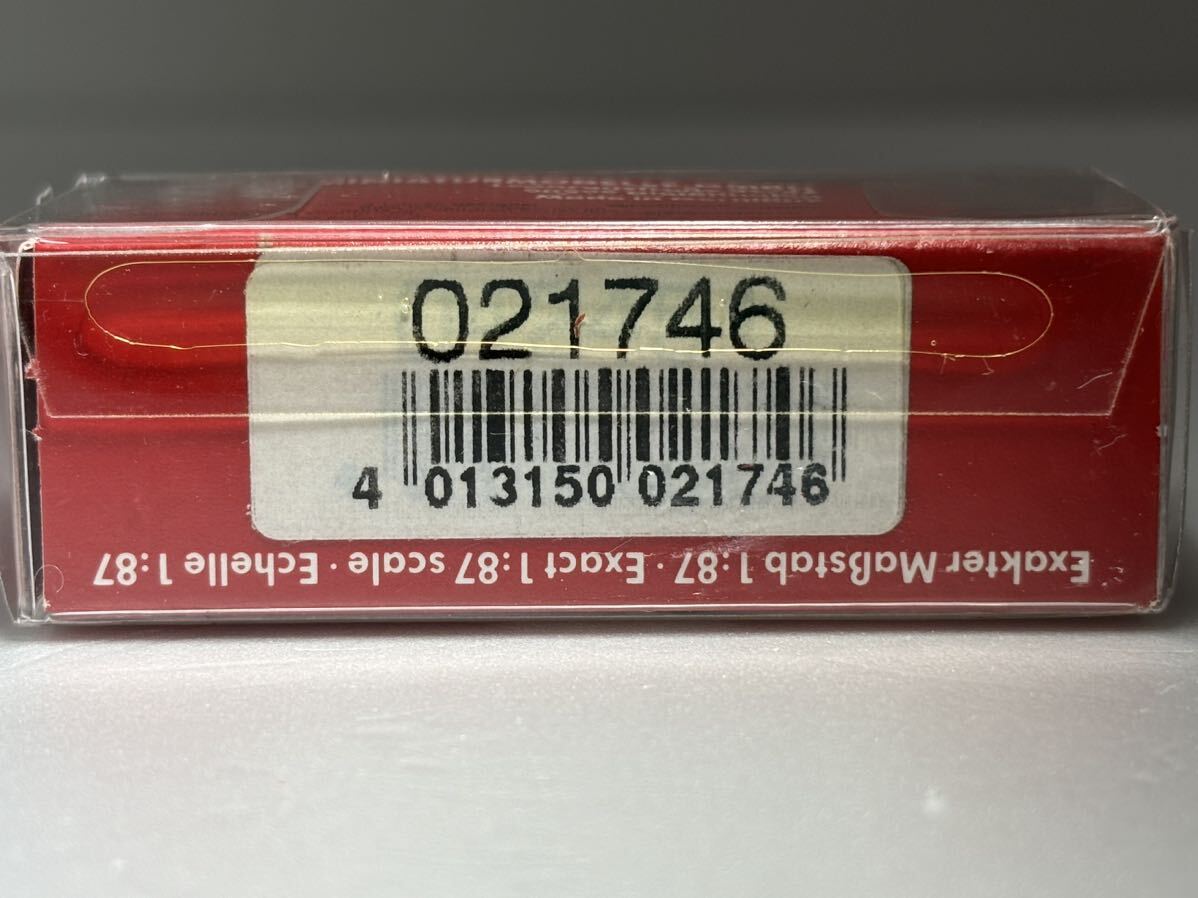 021746
4 013150 021746
Exakter Maßstab 1:87 · Exact 1:87 scale · Echelle 1:87